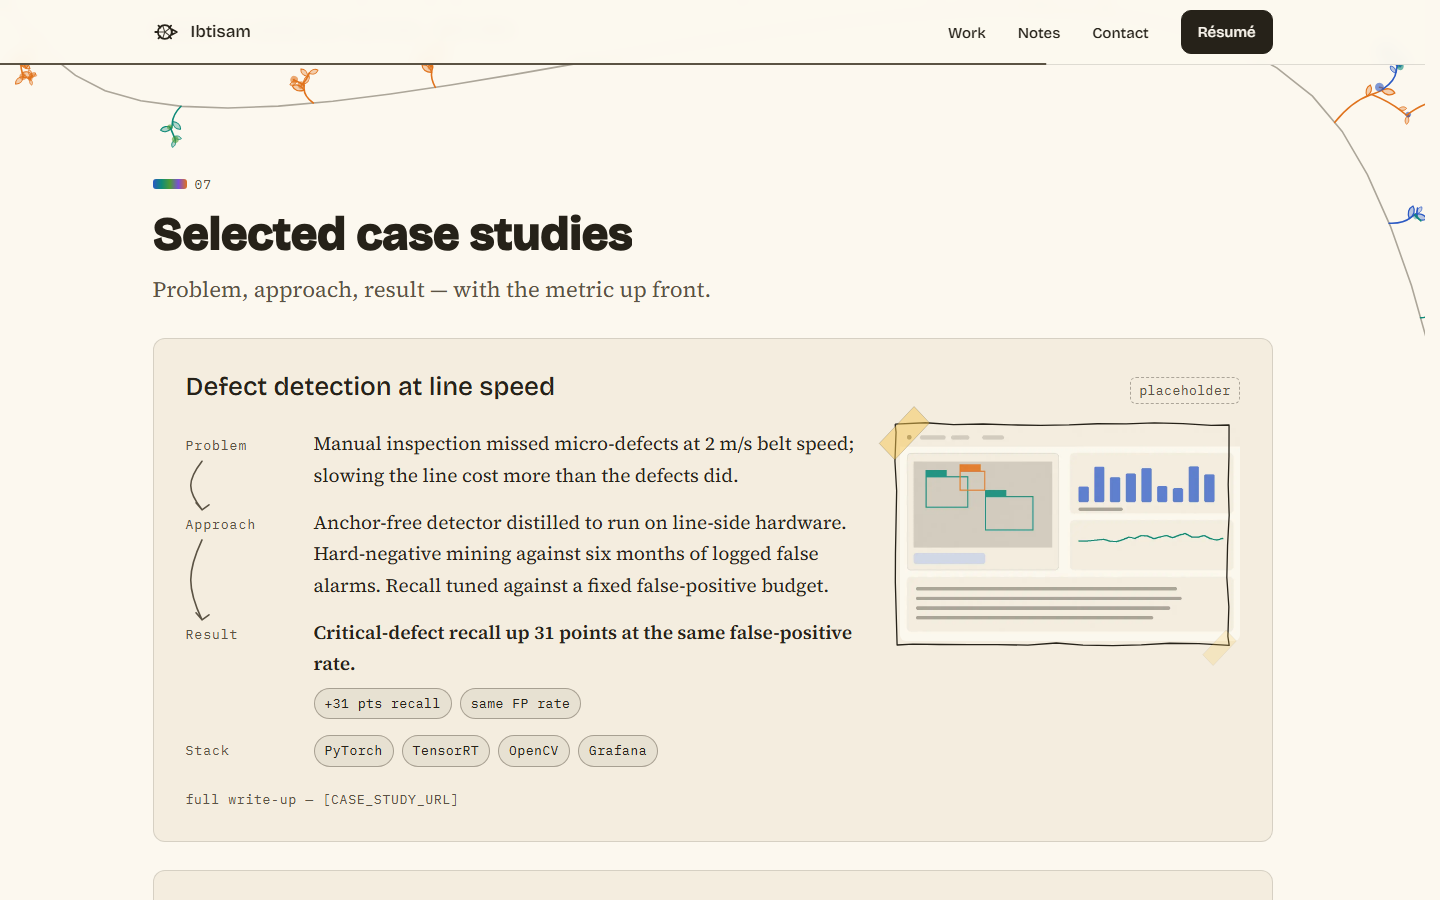 Ibtisam
Work
Notes
Contact
Résumé
07
Selected case studies
Problem, approach, result — with the metric up front.
Defect detection at line speed
placeholder
Problem
Manual inspection missed micro-defects at 2 m/s belt speed;
slowing the line cost more than the defects did.
Approach
Anchor-free detector distilled to run on line-side hardware.
Hard-negative mining against six months of logged false
alarms. Recall tuned against a fixed false-positive budget.
Result
Critical-defect recall up 31 points at the same false-positive
rate.
+31 pts recall
same FP rate
Stack
PyTorch
TensorRT
OpenCV
Grafana
full write-up — [CASE_STUDY_URL]